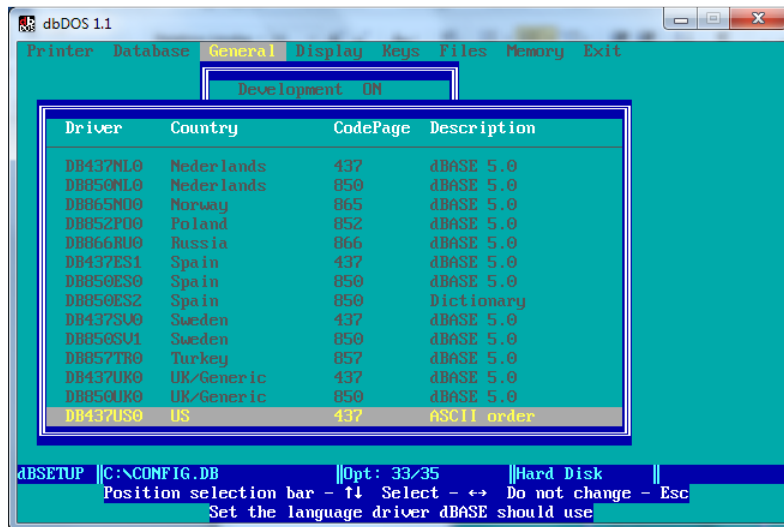 dbDOS 1.1
Printer Database General Display Keys Files Memory Exit
Development ON
Driver Country CodePage Description
DB437NL0 Nederlands 437 dBASE 5.0
DB850NL0 Nederlands 850 dBASE 5.0
DB865NO0 Norway 865 dBASE 5.0
DB852PO0 Poland 852 dBASE 5.0
DB866RU0 Russia 866 dBASE 5.0
DB437ES1 Spain 437 dBASE 5.0
DB850ES0 Spain 850 dBASE 5.0
DB850ES2 Spain 850 Dictionary
DB437SV0 Sweden 437 dBASE 5.0
DB850SV1 Sweden 850 dBASE 5.0
DB857TR0 Turkey 857 dBASE 5.0
DB437UK0 UK/Generic 437 dBASE 5.0
DB850UK0 UK/Generic 850 dBASE 5.0
DB437US0 US 437 ASCII order
dBSETUP ║C:\CONFIG.DB ║Opt: 33/35 ║Hard Disk ║
Position selection bar - ↑↓ Select - ↔ Do not change - Esc
Set the language driver dBASE should use